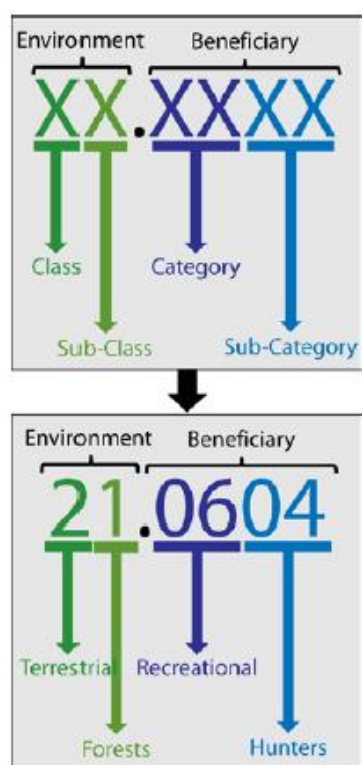 Environment Beneficiary
XX.XXXX
Class Category
Sub-Class Sub-Category
Environment Beneficiary
21.0604
Terrestrial Recreational
Forests Hunters